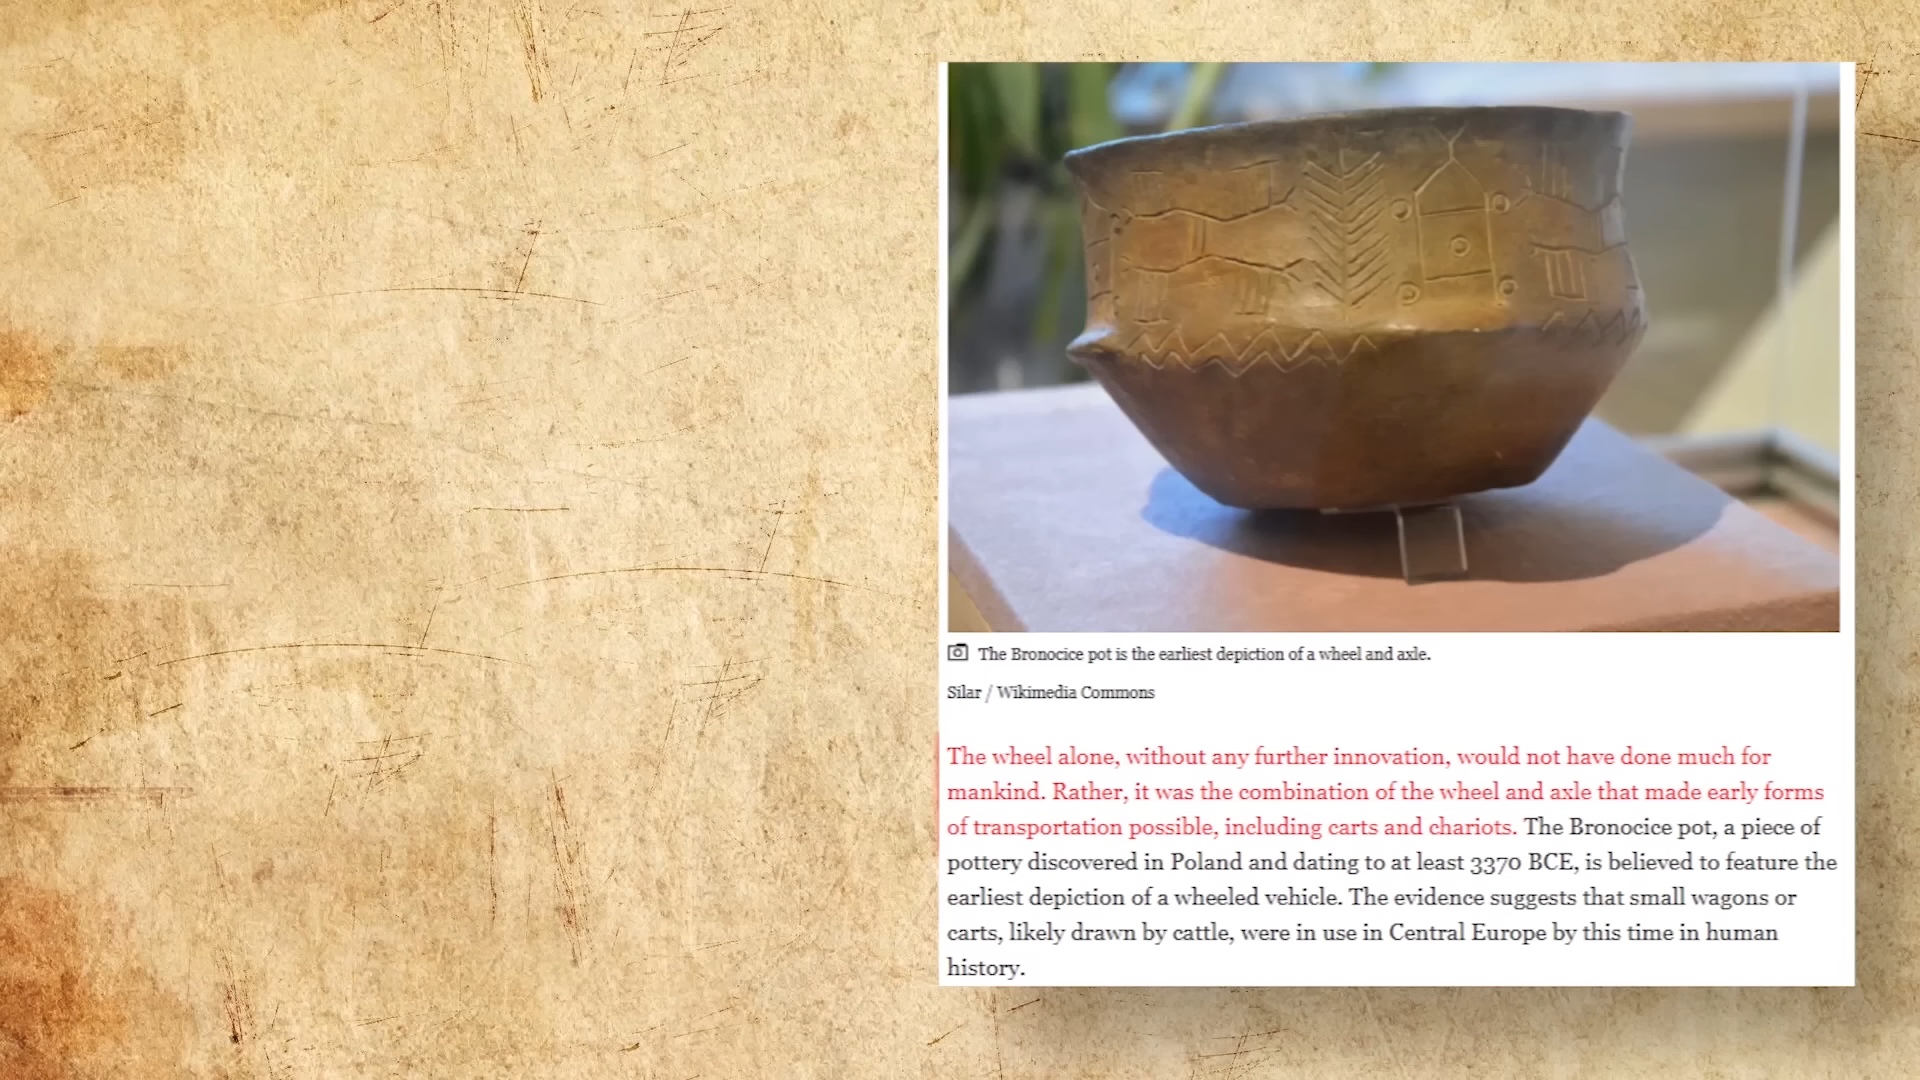 The Bronocice pot is the earliest depiction of a wheel and axle.
Silar / Wikimedia Commons
The wheel alone, without any further innovation, would not have done much for
mankind. Rather, it was the combination of the wheel and axle that made early forms
of transportation possible, including carts and chariots. The Bronocice pot, a piece of
pottery discovered in Poland and dating to at least 3370 BCE, is believed to feature the
earliest depiction of a wheeled vehicle. The evidence suggests that small wagons or
carts, likely drawn by cattle, were in use in Central Europe by this time in human
history.